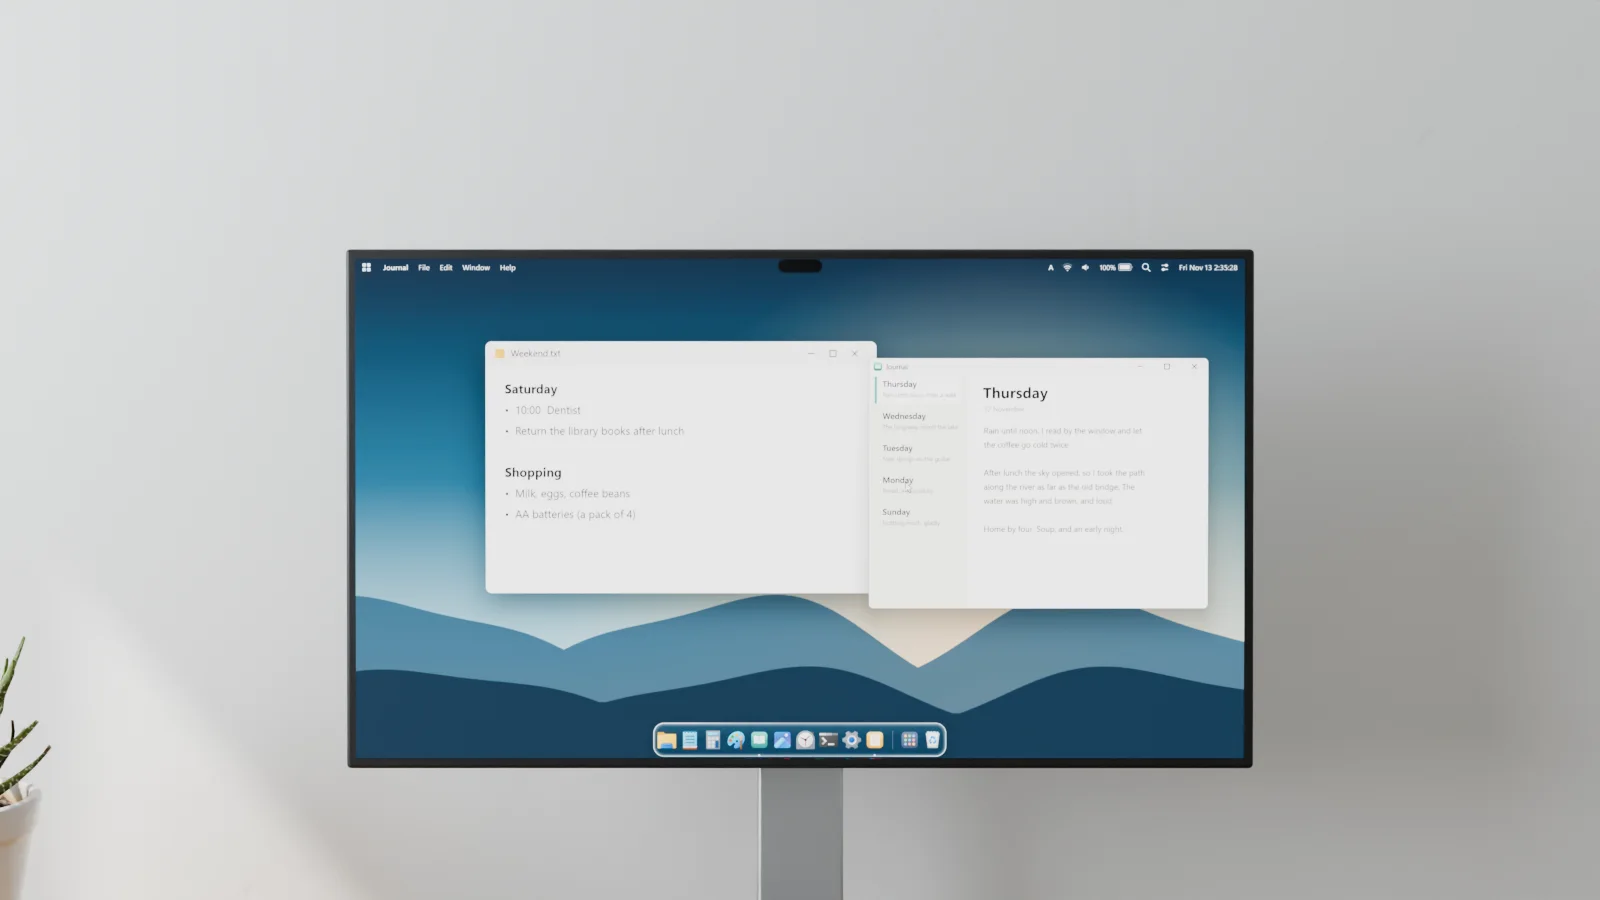 Journal File Edit Window Help
A 100% Fri Nov 13 2:35:28
Weekend.txt
Saturday
• 10:00 Dentist
• Return the library books after lunch
Shopping
• Milk, eggs, coffee beans
• AA batteries (a pack of 4)
Journal
Thursday
Wednesday
Tuesday
Monday
Sunday
Thursday
12 November
Rain until noon. I read by the window and let
the coffee go cold twice.
After lunch the sky opened, so I took the path
along the river as far as the old bridge. The
water was high and brown, and loud.
Home by four. Soup, and an early night.